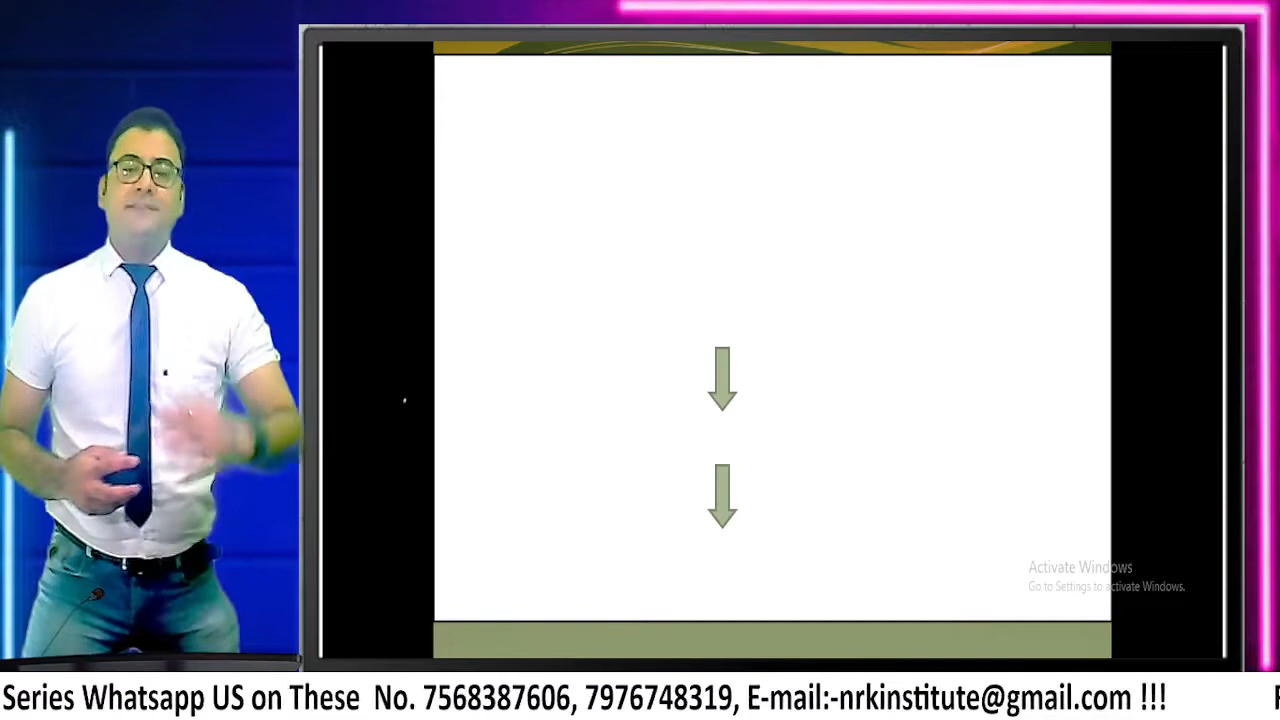 Activate Windows
Go to Settings to activate Windows.
Series Whatsapp US on These No. 7568387606, 7976748319, E-mail:-nrkinstitute@gmail.com !!!